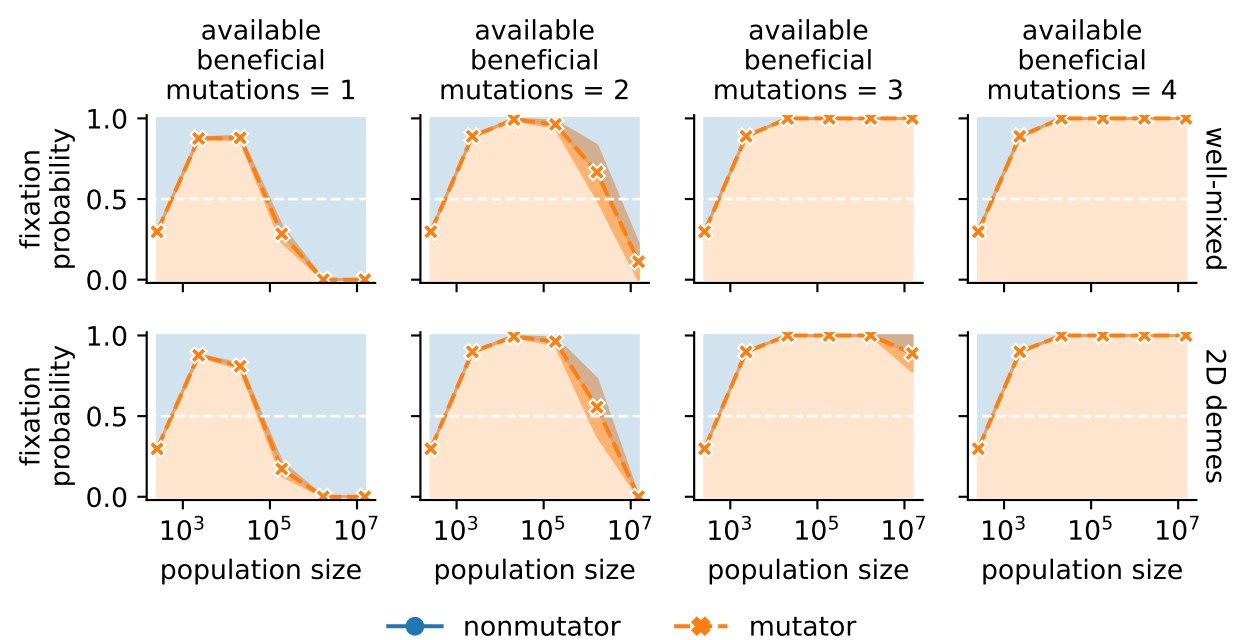 available
beneficial
mutations = 1
available
beneficial
mutations = 2
available
beneficial
mutations = 3
available
beneficial
mutations = 4
fixation
probability
1.0
0.5
0.0
well-mixed
fixation
probability
1.0
0.5
0.0
2D demes
10³ 10⁵ 10⁷
10³ 10⁵ 10⁷
10³ 10⁵ 10⁷
10³ 10⁵ 10⁷
population size
population size
population size
population size
nonmutator mutator